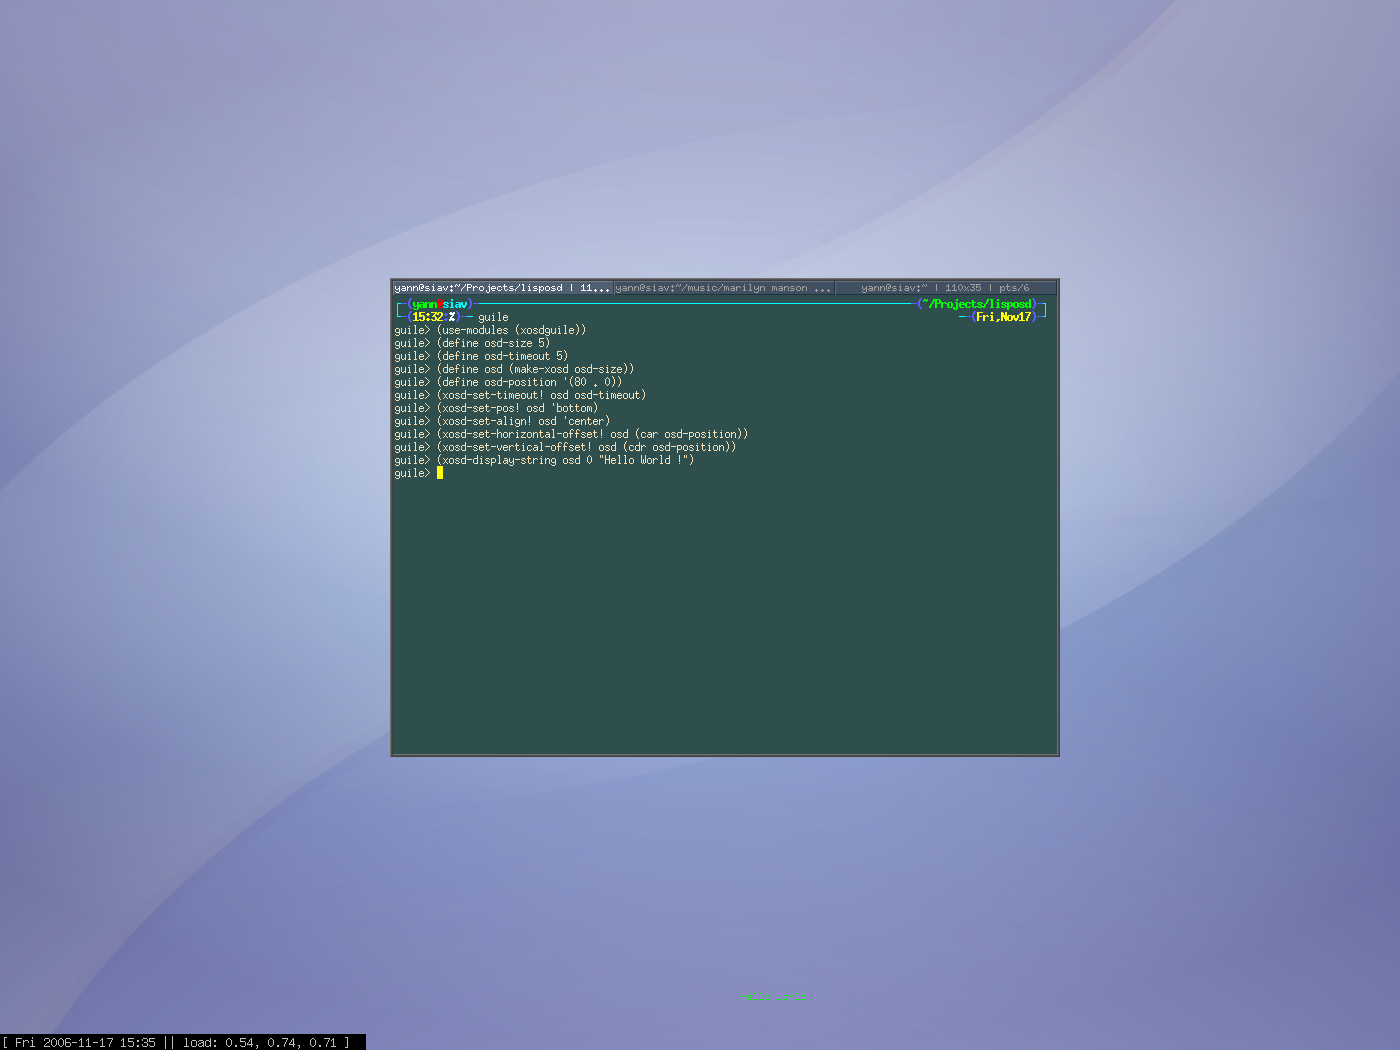 yann@siav:~/Projects/lisposd | 11... yann@siav:~/music/marilyn manson ... yann@siav:~ | 110x35 | pts/6
(yann siav) (~/Projects/lisposd)
(15:32:%) guile (Fri,Nov17)
guile> (use-modules (xosdguile))
guile> (define osd-size 5)
guile> (define osd-timeout 5)
guile> (define osd (make-xosd osd-size))
guile> (define osd-position '(80 . 0))
guile> (xosd-set-timeout! osd osd-timeout)
guile> (xosd-set-pos! osd 'bottom)
guile> (xosd-set-align! osd 'center)
guile> (xosd-set-horizontal-offset! osd (car osd-position))
guile> (xosd-set-vertical-offset! osd (cdr osd-position))
guile> (xosd-display-string osd 0 "Hello World !")
guile>
[ Fri 2006-11-17 15:35 || load: 0.54, 0.74, 0.71 ]